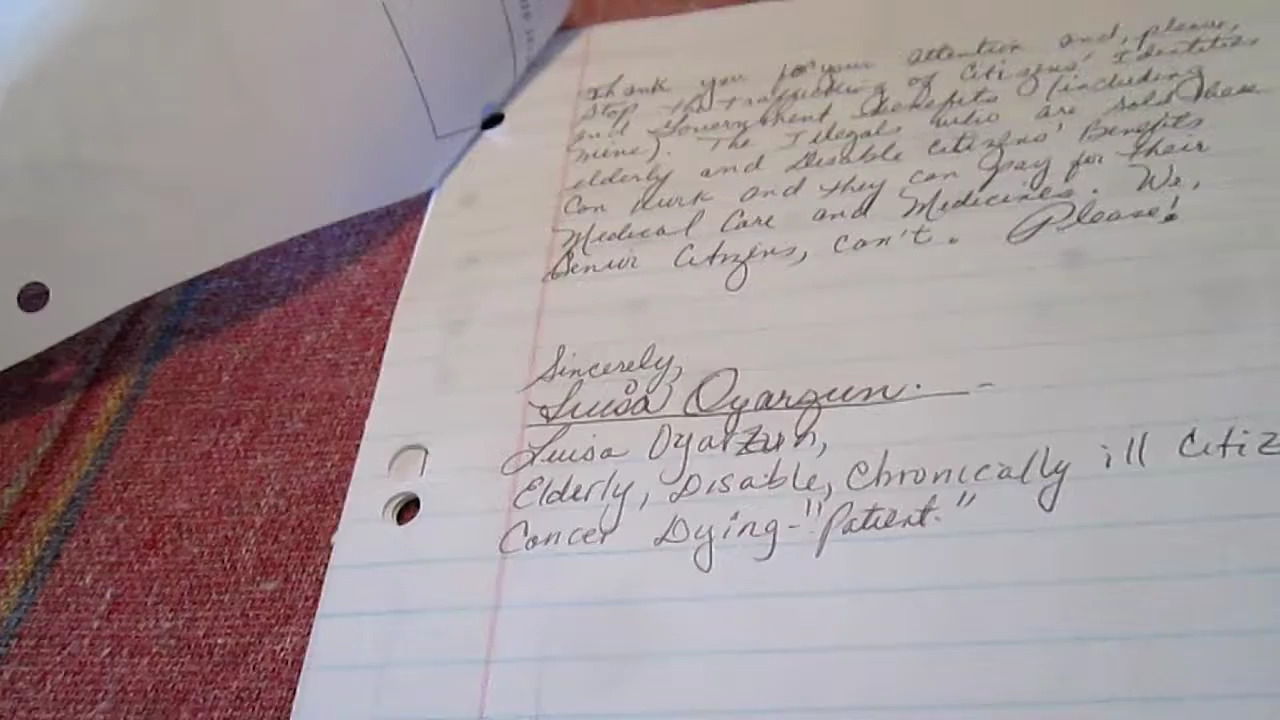 Thank you for your attention and, please,
stop the Trafficking of Citizens' Identities
and Government Benefits (including
mine). The Illegals who are sold these
elderly and Disable citizens' Benefits
can Work and they can pay for their
Medical Care and Medicines. We,
Senior Citizens, can't. Please!
Sincerely,
Luisa Oyarzun.
Luisa Oyarzun,
Elderly, Disable, Chronically ill Citiz
Cancer Dying-"Patient."